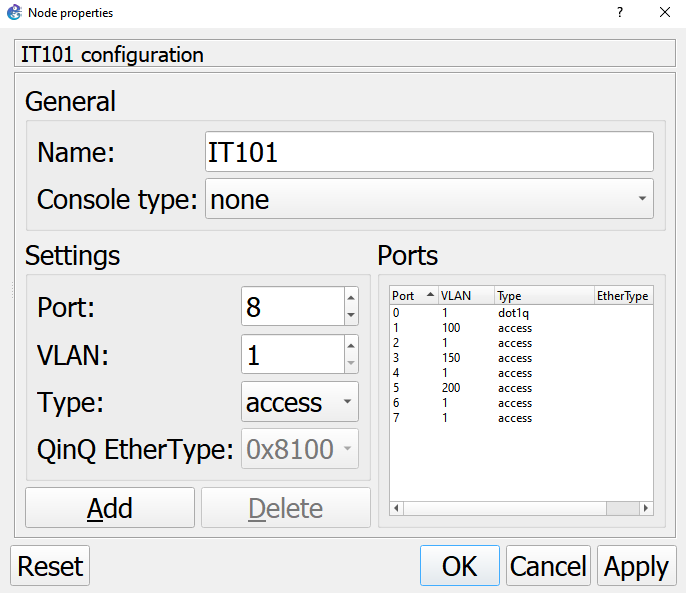 Node properties
IT101 configuration
General
Name: IT101
Console type: none
Settings
Port: 8
VLAN: 1
Type: access
QinQ EtherType: 0x8100
Add Delete
Ports
Port VLAN Type EtherType
0 1 dot1q
1 100 access
2 1 access
3 150 access
4 1 access
5 200 access
6 1 access
7 1 access
Reset OK Cancel Apply